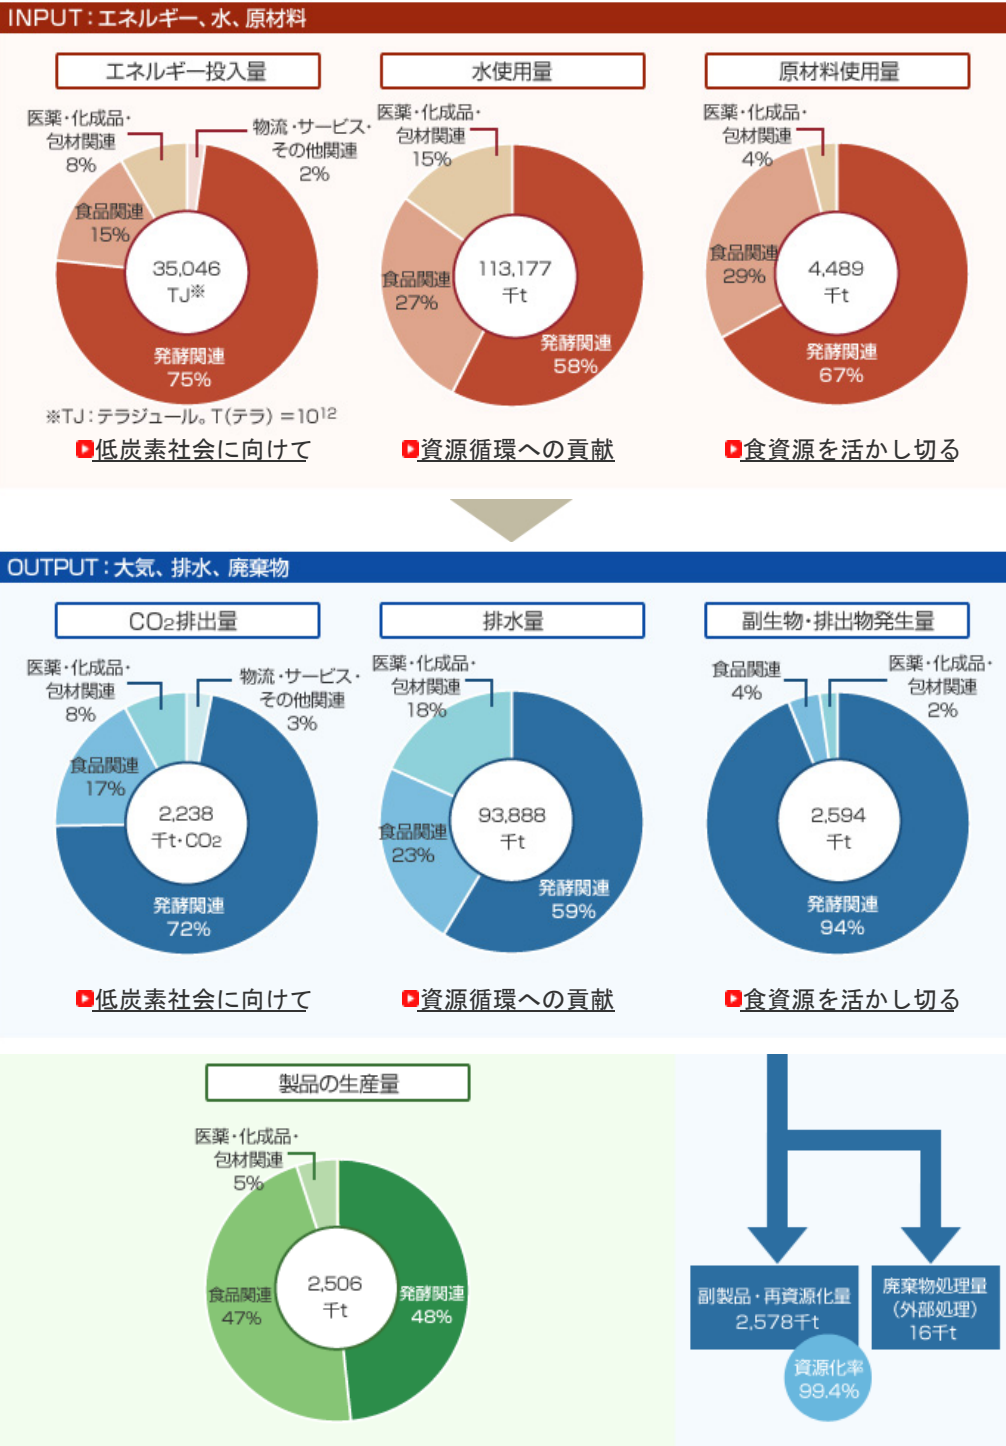 INPUT：エネルギー、水、原材料
エネルギー投入量
医薬・化成品・
包材関連
8%
物流・サービス・
その他関連
2%
食品関連
15%
35,046
TJ※
発酵関連
75%
※TJ：テラジュール。T(テラ) ＝10¹²
低炭素社会に向けて
水使用量
医薬・化成品・
包材関連
15%
食品関連
27%
113,177
千t
発酵関連
58%
資源循環への貢献
原材料使用量
医薬・化成品・
包材関連
4%
食品関連
29%
4,489
千t
発酵関連
67%
食資源を活かし切る
OUTPUT：大気、排水、廃棄物
CO₂排出量
医薬・化成品・
包材関連
8%
物流・サービス・
その他関連
3%
食品関連
17%
2,238
千t・CO₂
発酵関連
72%
低炭素社会に向けて
排水量
医薬・化成品・
包材関連
18%
食品関連
23%
93,888
千t
発酵関連
59%
資源循環への貢献
副生物・排出物発生量
食品関連
4%
医薬・化成品・
包材関連
2%
2,594
千t
発酵関連
94%
食資源を活かし切る
製品の生産量
医薬・化成品・
包材関連
5%
食品関連
47%
2,506
千t
発酵関連
48%
副製品・再資源化量
2,578千t
廃棄物処理量
(外部処理)
16千t
資源化率
99.4%